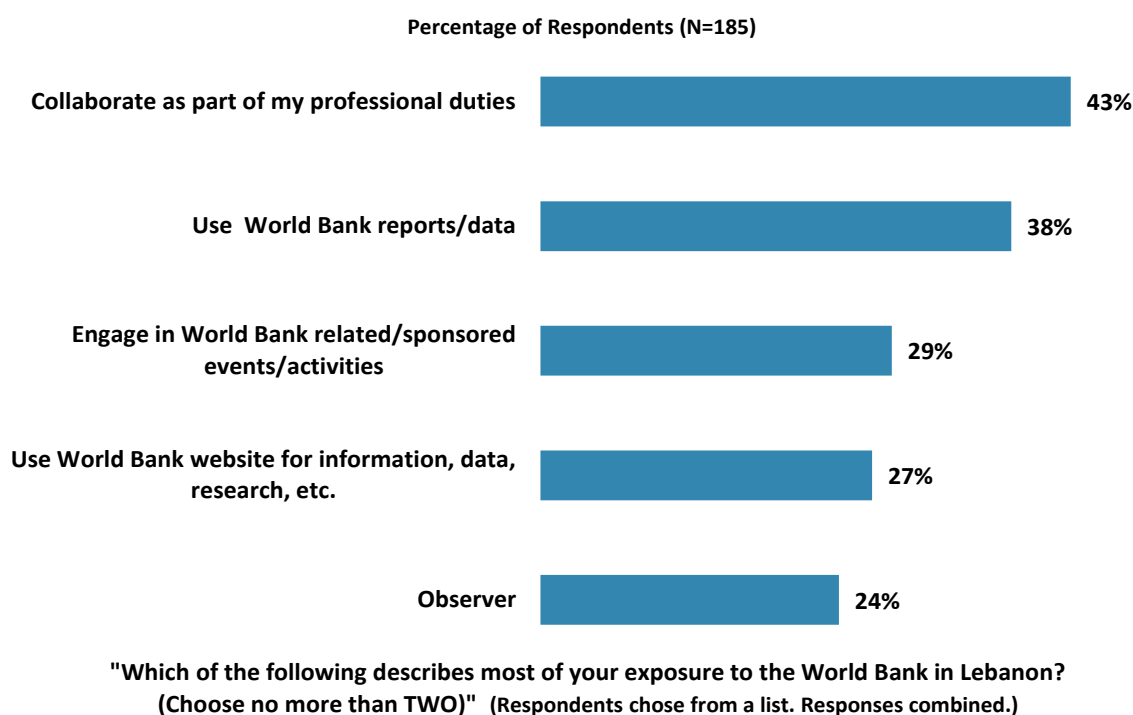 Percentage of Respondents (N=185)
Collaborate as part of my professional duties
43%
Use  World Bank reports/data
38%
Engage in World Bank related/sponsored
events/activities
29%
Use World Bank website for information, data,
research, etc.
27%
Observer
24%
"Which of the following describes most of your exposure to the World Bank in Lebanon?
(Choose no more than TWO)"  (Respondents chose from a list. Responses combined.)